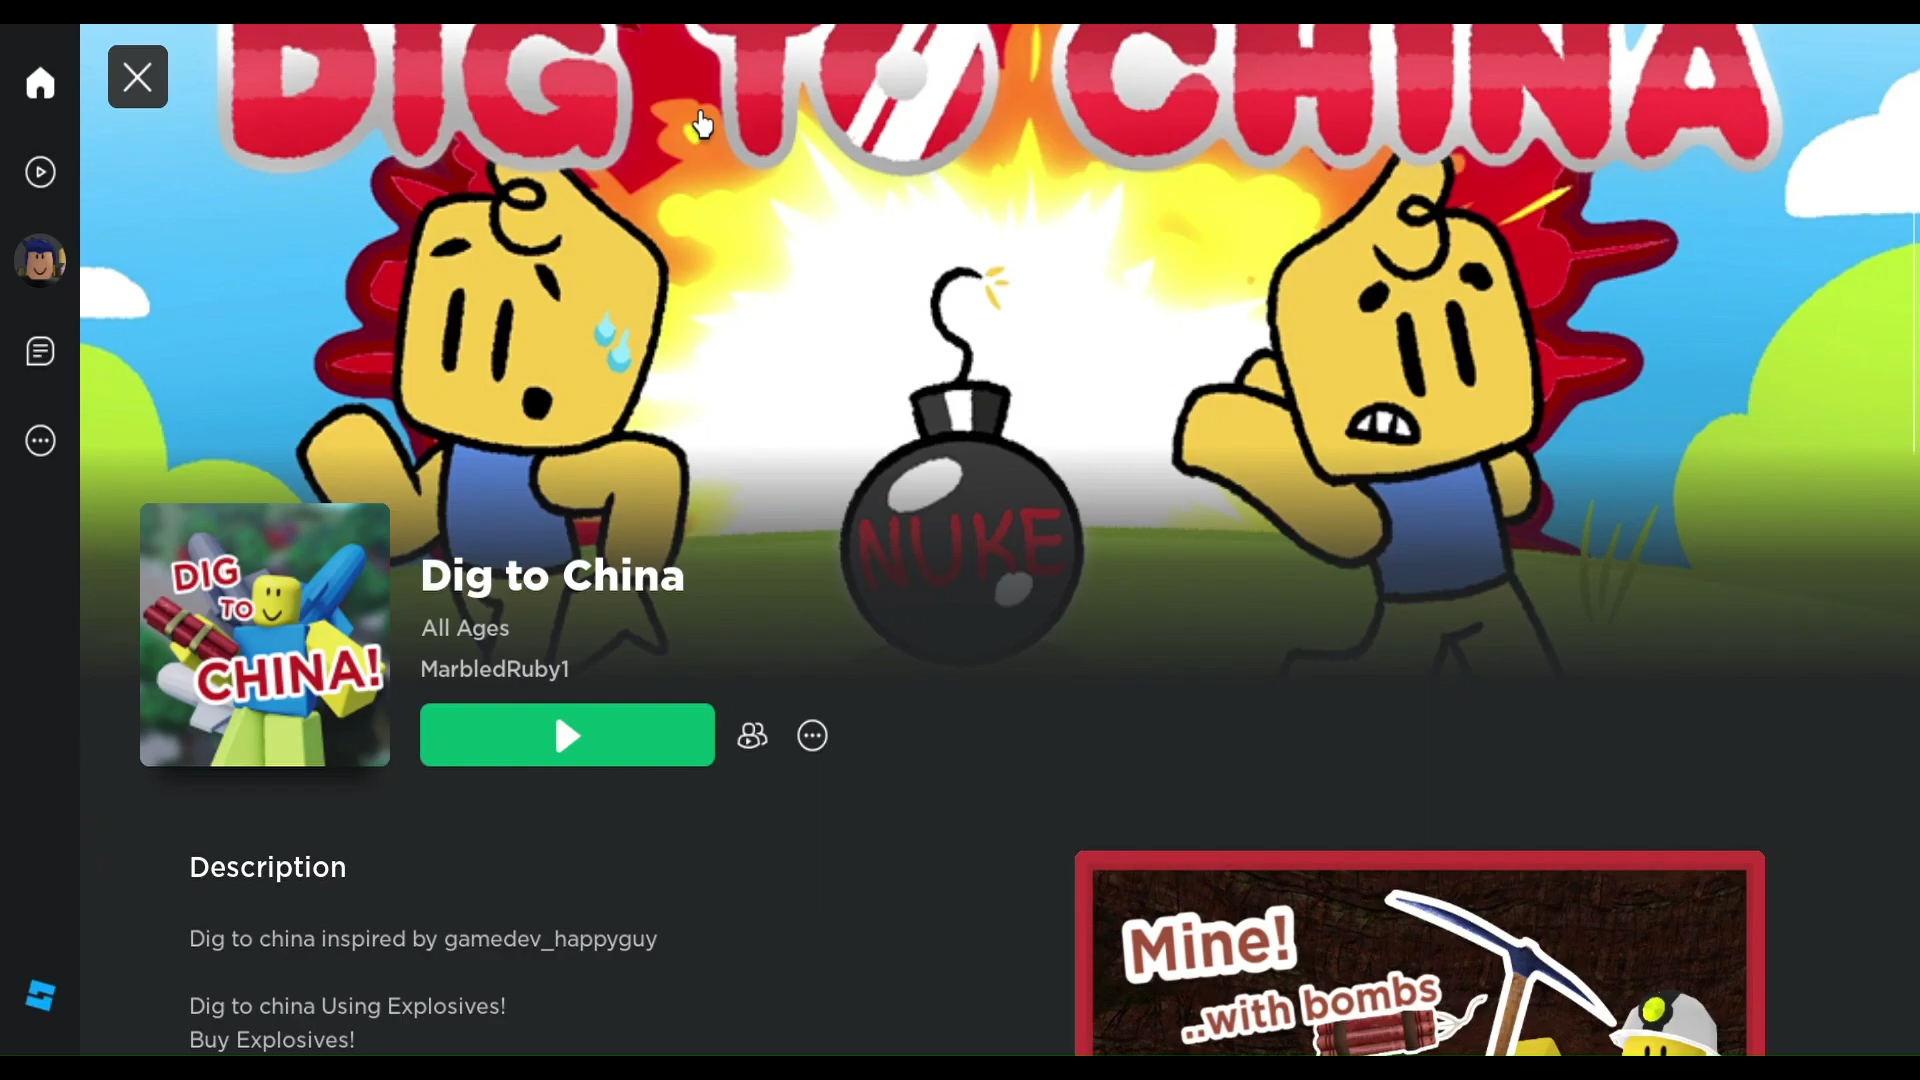 DIG TO CHINA
NUKE
DIG
TO
CHINA!
Dig to China
All Ages
MarbledRuby1
Description
Dig to china inspired by gamedev_happyguy
Dig to china Using Explosives!
Buy Explosives!
Mine!
..with bombs